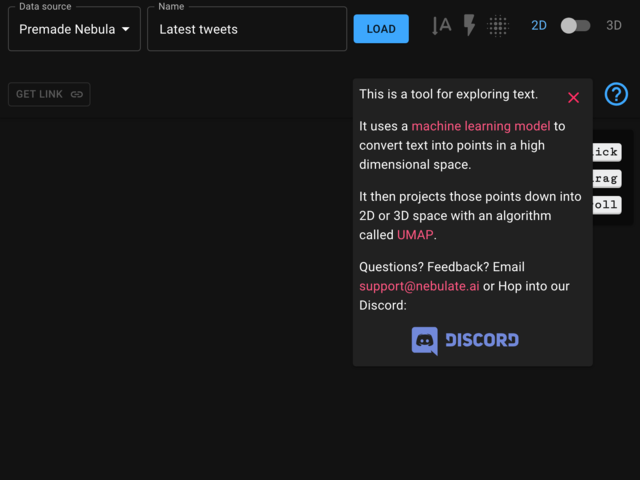 Data source
Name
Premade Nebula
Latest tweets
LOAD
A
2D
3D
GET LINK
This is a tool for exploring text.
It uses a machine learning model to
convert text into points in a high
dimensional space.
It then projects those points down into
2D or 3D space with an algorithm
called UMAP.
Questions? Feedback? Email
support@nebulate.ai or Hop into our
Discord:
DISCORD
?
ick
rag
oll